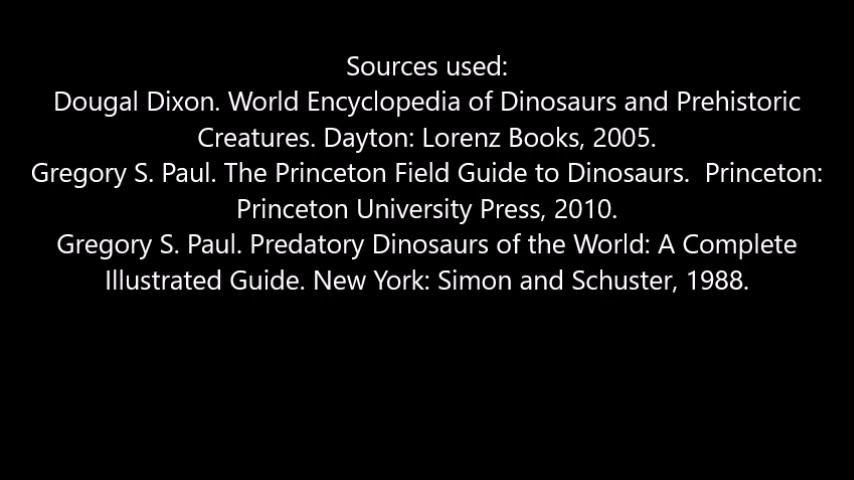 Sources used:
Dougal Dixon. World Encyclopedia of Dinosaurs and Prehistoric
Creatures. Dayton: Lorenz Books, 2005.
Gregory S. Paul. The Princeton Field Guide to Dinosaurs.  Princeton:
Princeton University Press, 2010.
Gregory S. Paul. Predatory Dinosaurs of the World: A Complete
Illustrated Guide. New York: Simon and Schuster, 1988.